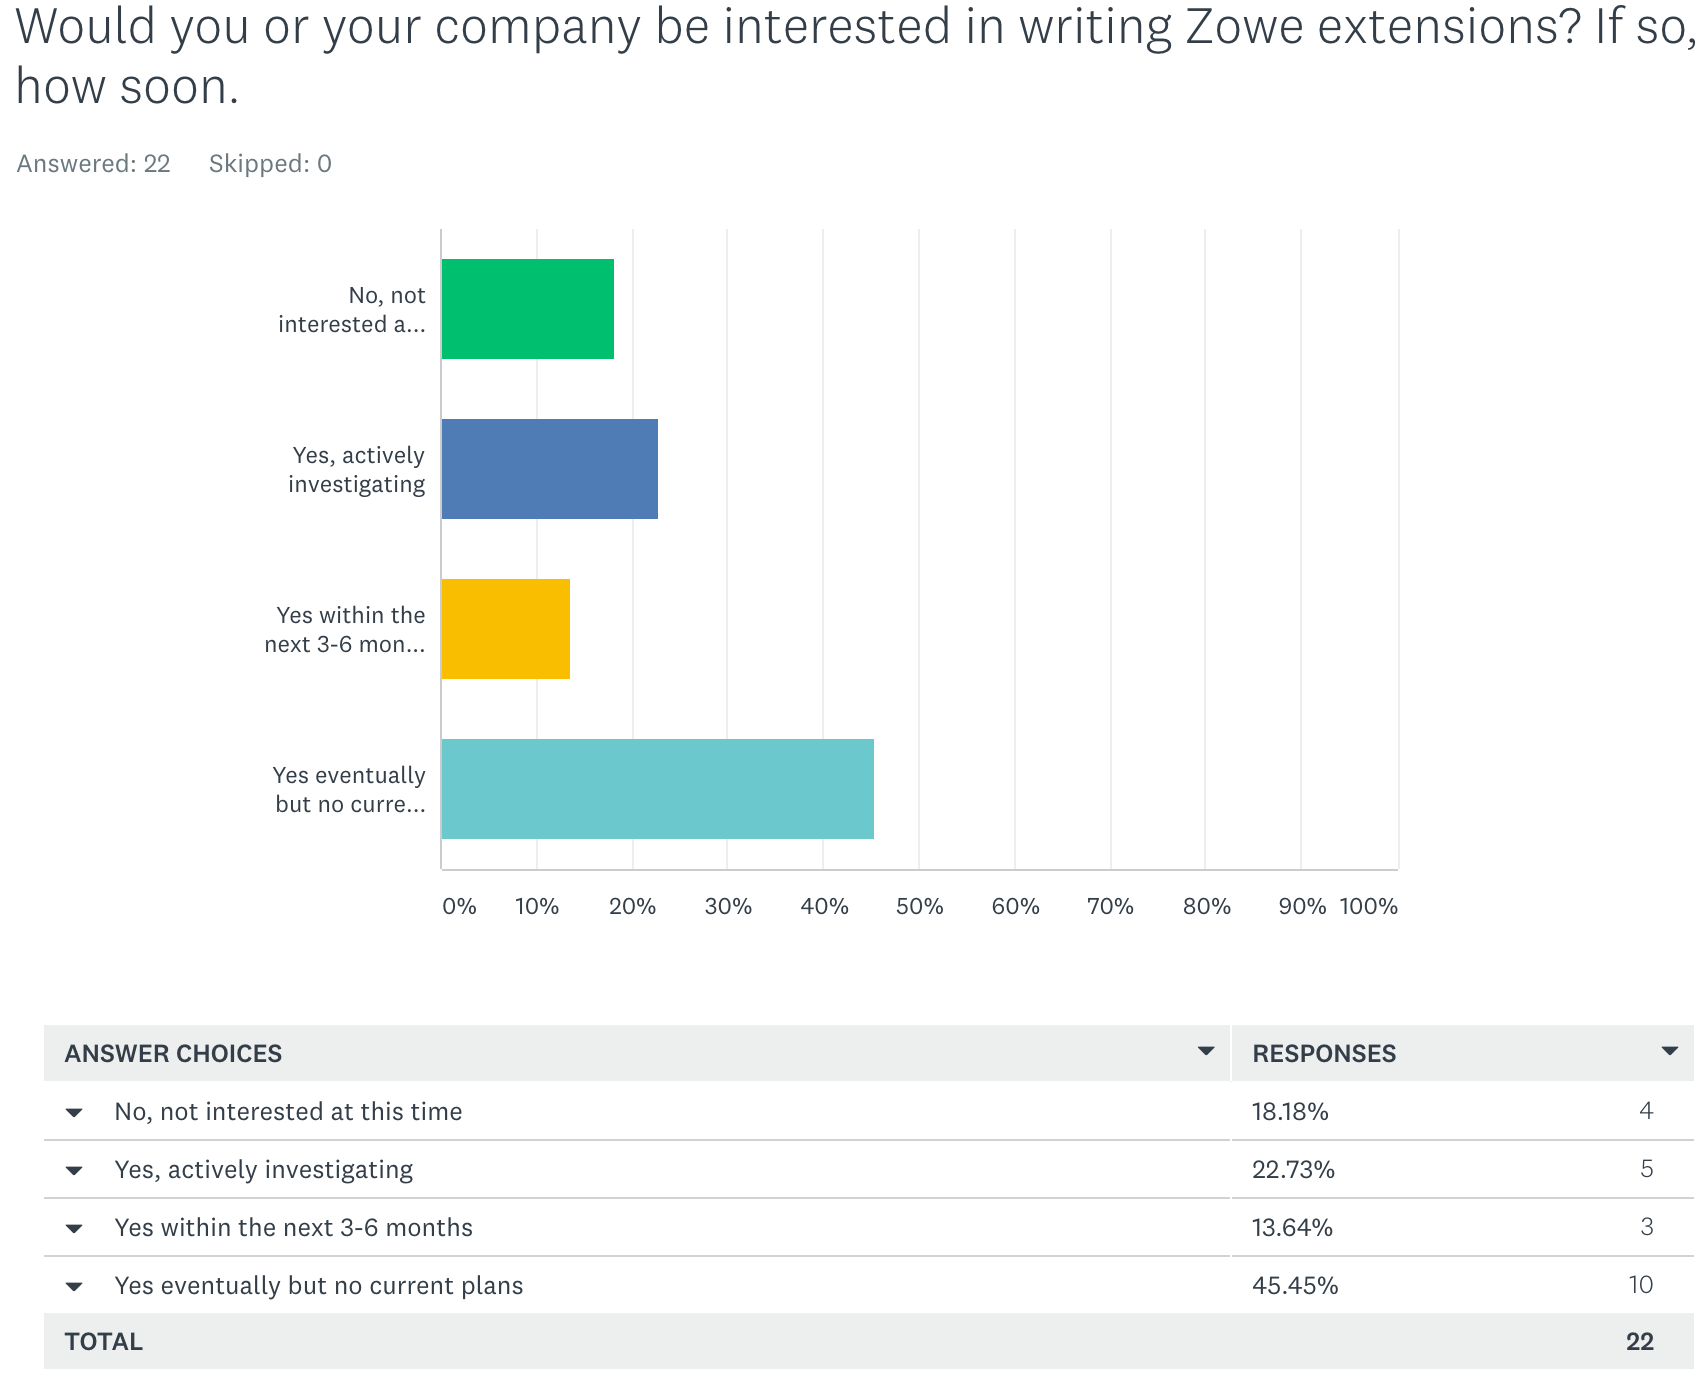 Would you or your company be interested in writing Zowe extensions? If so,
how soon.
Answered: 22 Skipped: 0
No, not
interested a...
Yes, actively
investigating
Yes within the
next 3-6 mon...
Yes eventually
but no curre...
0% 10% 20% 30% 40% 50% 60% 70% 80% 90% 100%
ANSWER CHOICES RESPONSES
No, not interested at this time 18.18% 4
Yes, actively investigating 22.73% 5
Yes within the next 3-6 months 13.64% 3
Yes eventually but no current plans 45.45% 10
TOTAL 22